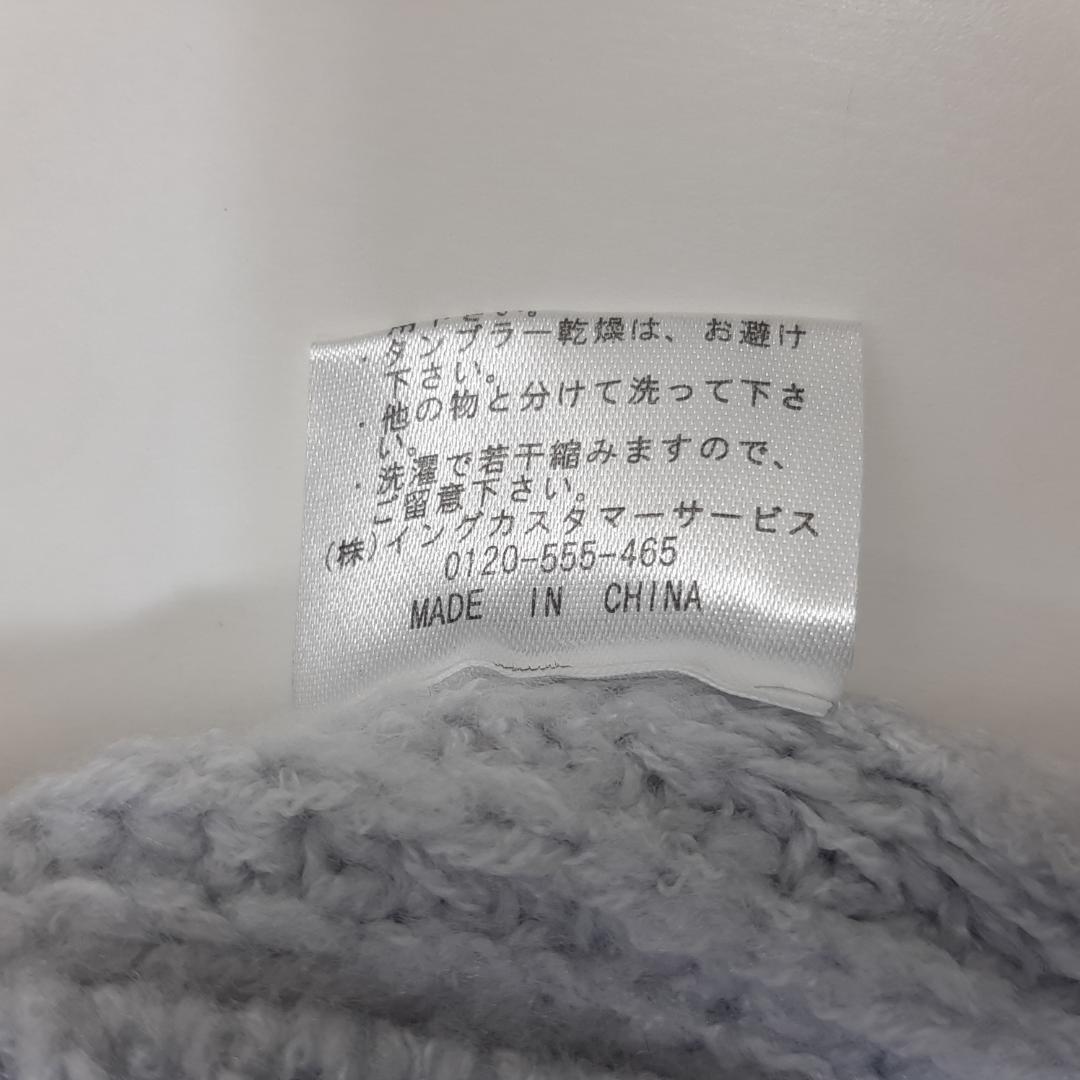 ・タンブラー乾燥は、お避け
下さい。
・他の物と分けて洗って下さ
い。
・洗濯で若干縮みますので、
ご留意下さい。
(株)イングカスタマーサービス
0120-555-465
MADE IN CHINA